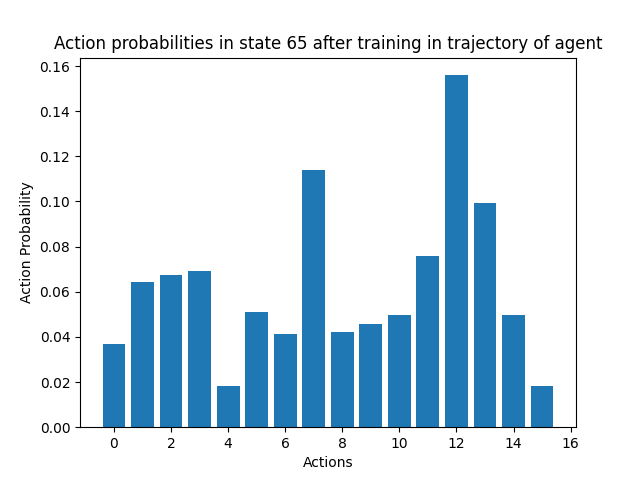 Action probabilities in state 65 after training in trajectory of agent
0.16
0.14
0.12
0.10
0.08
0.06
0.04
0.02
0.00
Action Probability
0 2 4 6 8 10 12 14 16
Actions